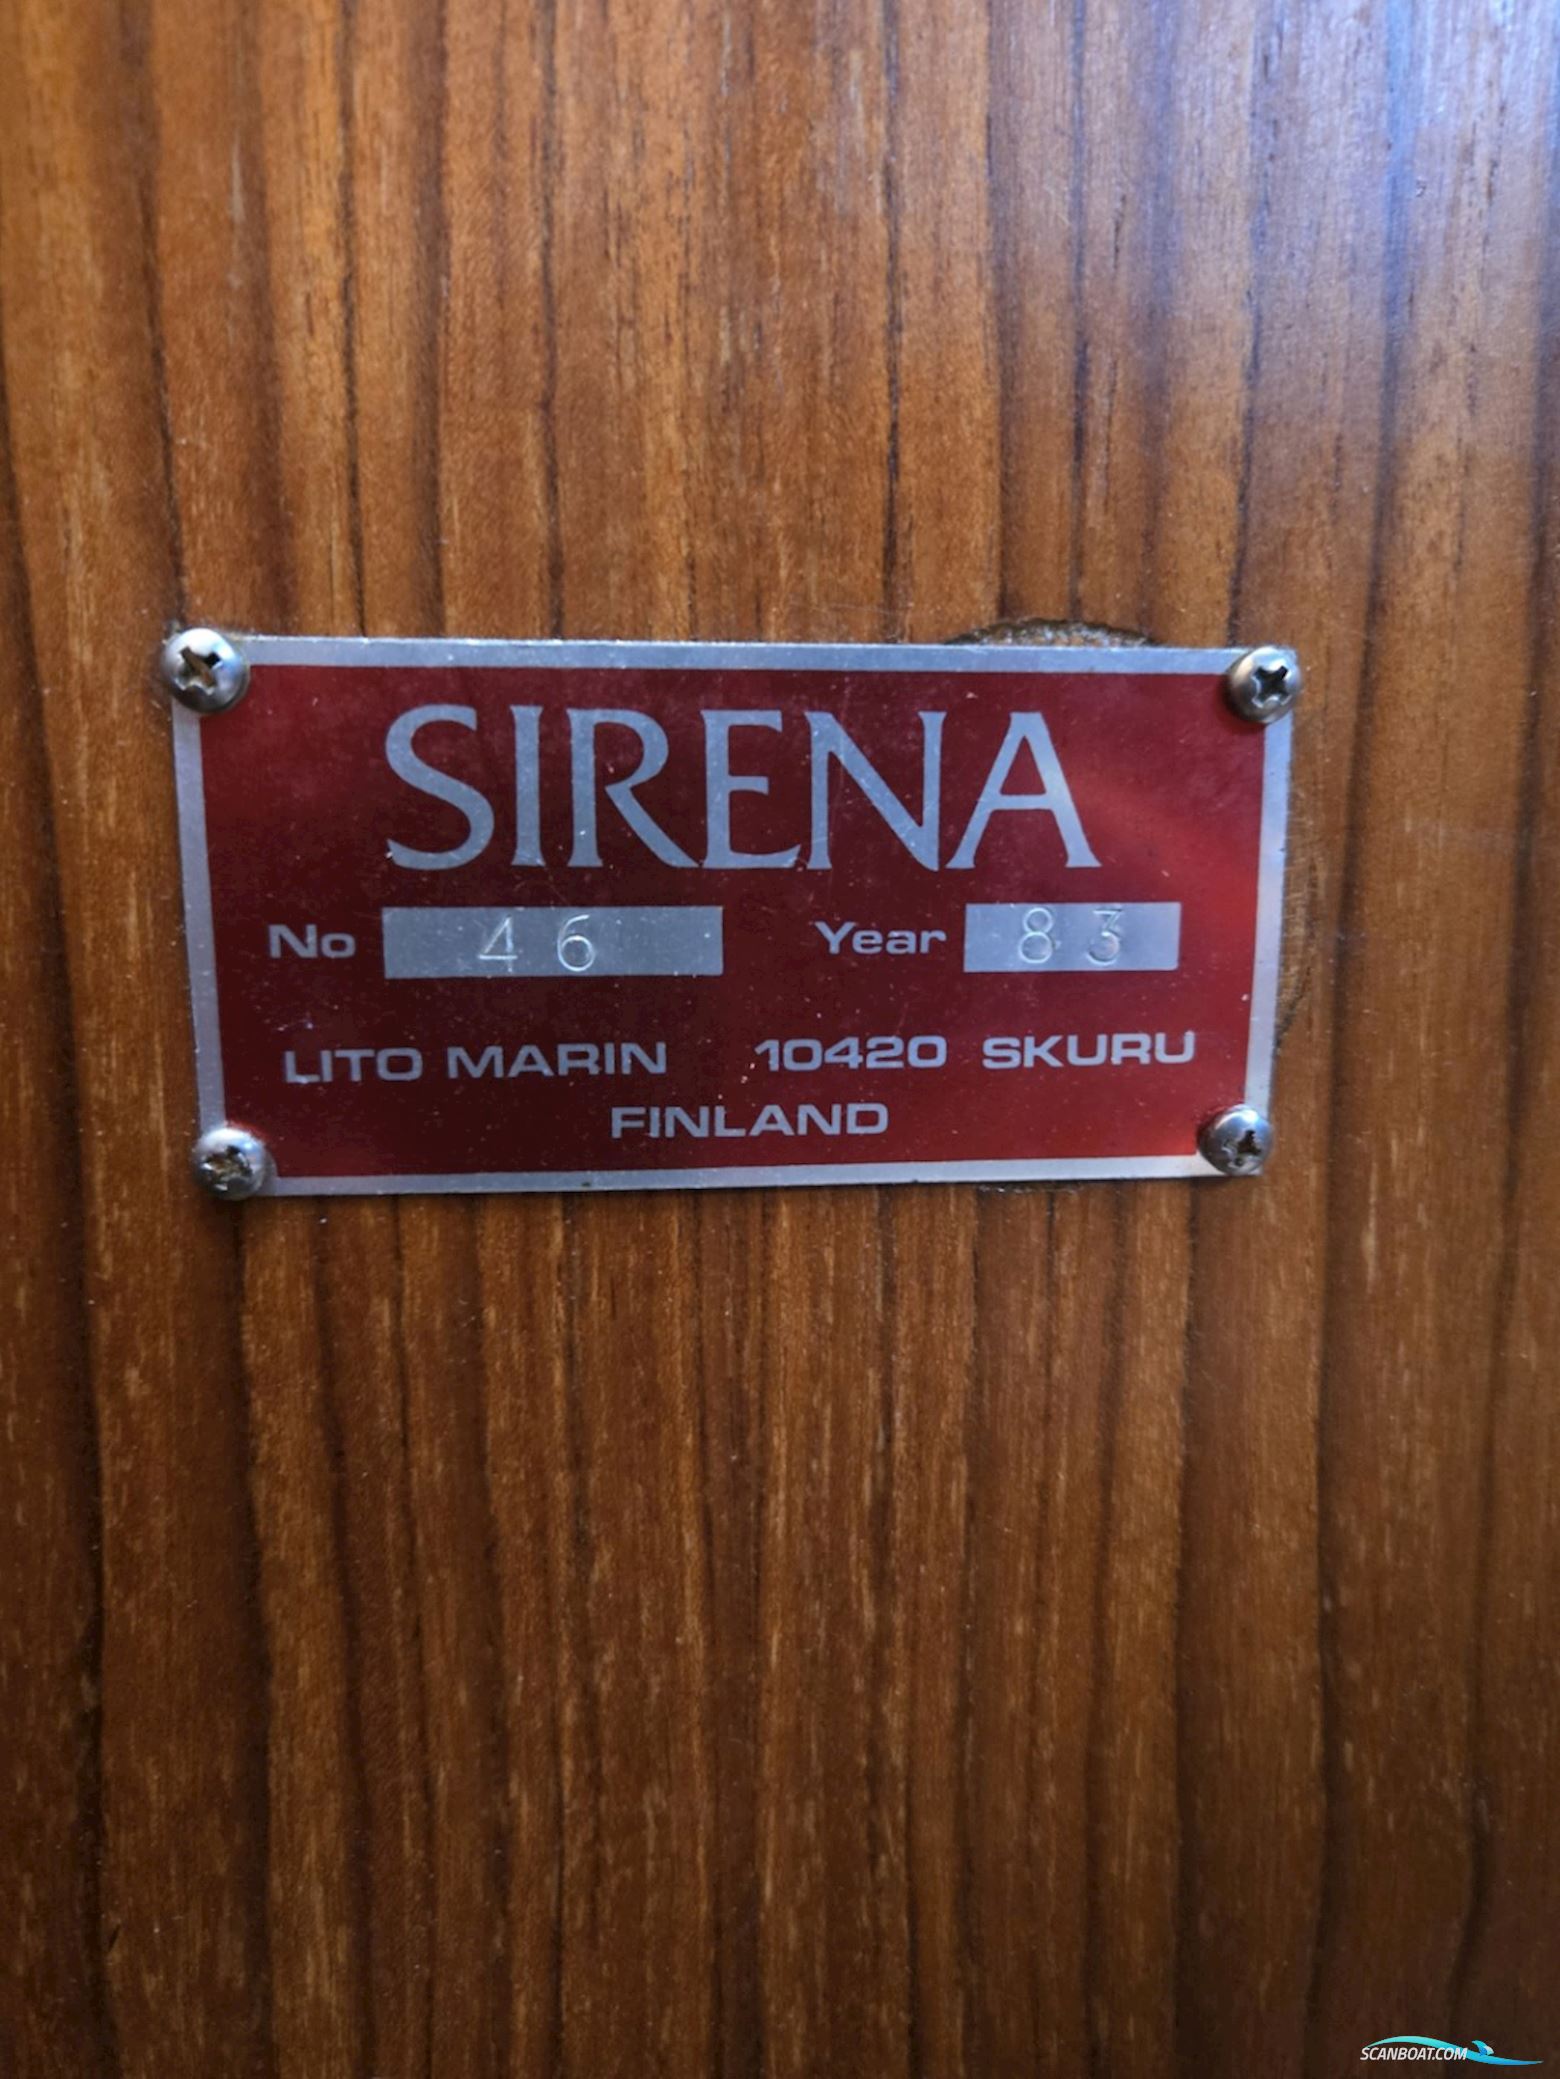 SIRENA
No 46 Year 83
LITO MARIN 10420 SKURU
FINLAND
SCANBOAT.COM